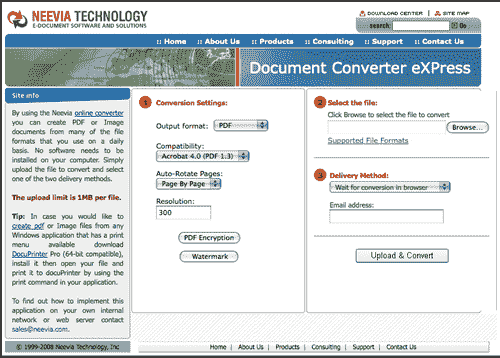 NEEVIA TECHNOLOGY
E-DOCUMENT SOFTWARE AND SOLUTIONS
DOWNLOAD CENTER | SITE MAP
search: Go
:: Home :: About Us :: Products :: Consulting :: Support :: Contact Us
Document Converter eXPress
Site info
By using the Neevia online converter
you can create PDF or Image
documents from many of the file
formats that you use on a daily
basis. No software needs to be
installed on your computer. Simply
upload the file to convert and select
one of the two delivery methods.
The upload limit is 1MB per file.
Tip: In case you would like to
create pdf or Image files from any
Windows application that has a print
menu available download
DocuPrinter Pro (64-bit compatible),
install it then open your file and
print it to docuPrinter by using the
print command in your application.
To find out how to implement this
application on your own internal
network or web server contact
sales@neevia.com.
1 Conversion Settings:
Output format: PDF
Compatibility:
Acrobat 4.0 (PDF 1.3)
Auto-Rotate Pages:
Page By Page
Resolution:
300
PDF Encryption
Watermark
2 Select the file:
Click Browse to select the file to convert
Browse...
Supported File Formats
3 Delivery Method:
Wait for conversion in browser
Email address:
Upload & Convert
© 1999-2008 Neevia Technology, Inc
Home | About Us | Products | Consulting | Support | Contact Us